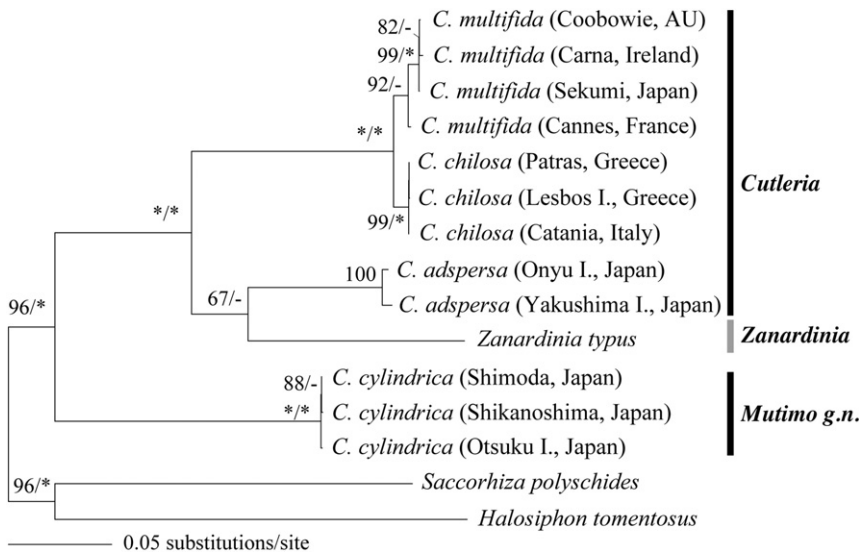 C. multifida (Coobowie, AU)
82/-
C. multifida (Carna, Ireland)
99/*
92/-
C. multifida (Sekumi, Japan)
C. multifida (Cannes, France)
*/*
C. chilosa (Patras, Greece)
C. chilosa (Lesbos I., Greece)
Cutleria
*/*
99/*
C. chilosa (Catania, Italy)
100
C. adspersa (Onyu I., Japan)
67/-
C. adspersa (Yakushima I., Japan)
96/*
Zanardinia typus
Zanardinia
88/-
C. cylindrica (Shimoda, Japan)
*/*
C. cylindrica (Shikanoshima, Japan)
Mutimo g.n.
C. cylindrica (Otsuku I., Japan)
96/*
Saccorhiza polyschides
Halosiphon tomentosus
0.05 substitutions/site